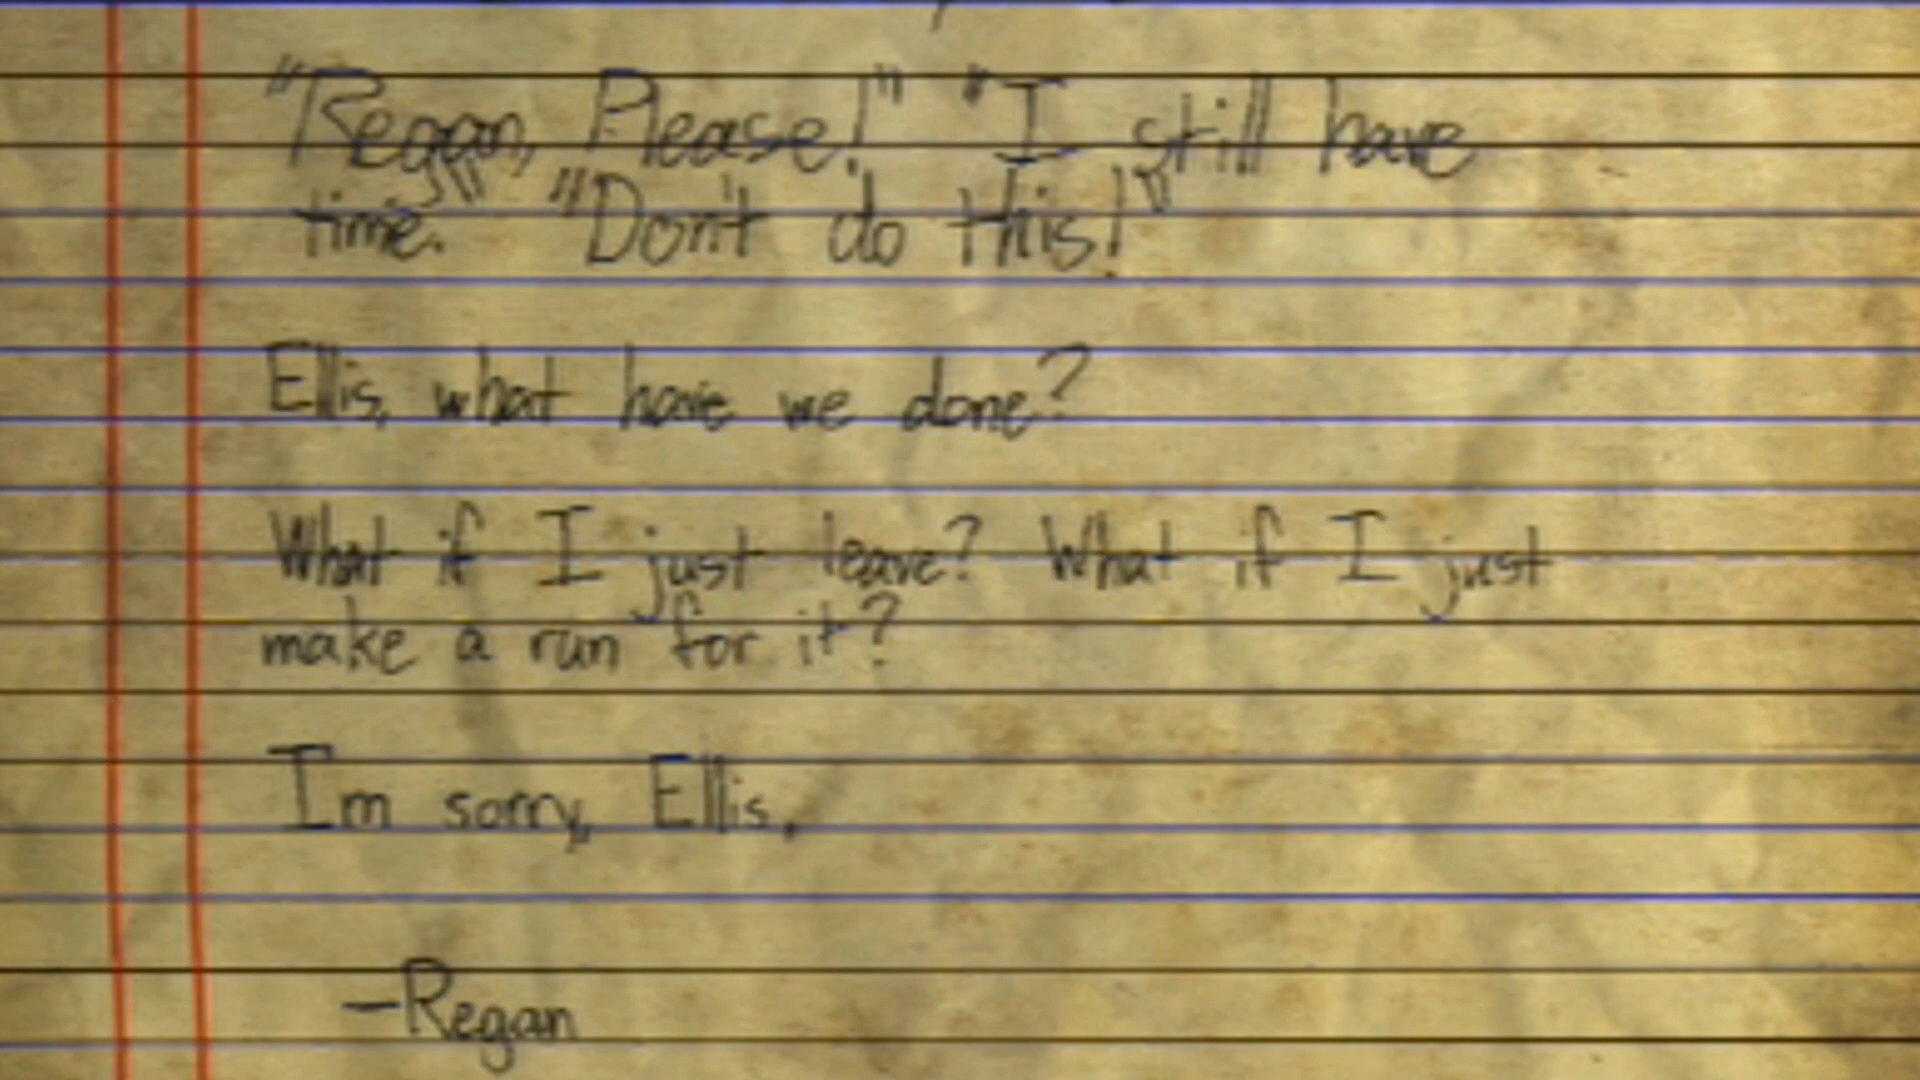 "Regan, Please!" "I still have
time." "Don't do this!"
Ellis, what have we done?
What if I just leave? What if I just
make a run for it?
I'm sorry, Ellis,
—Regan